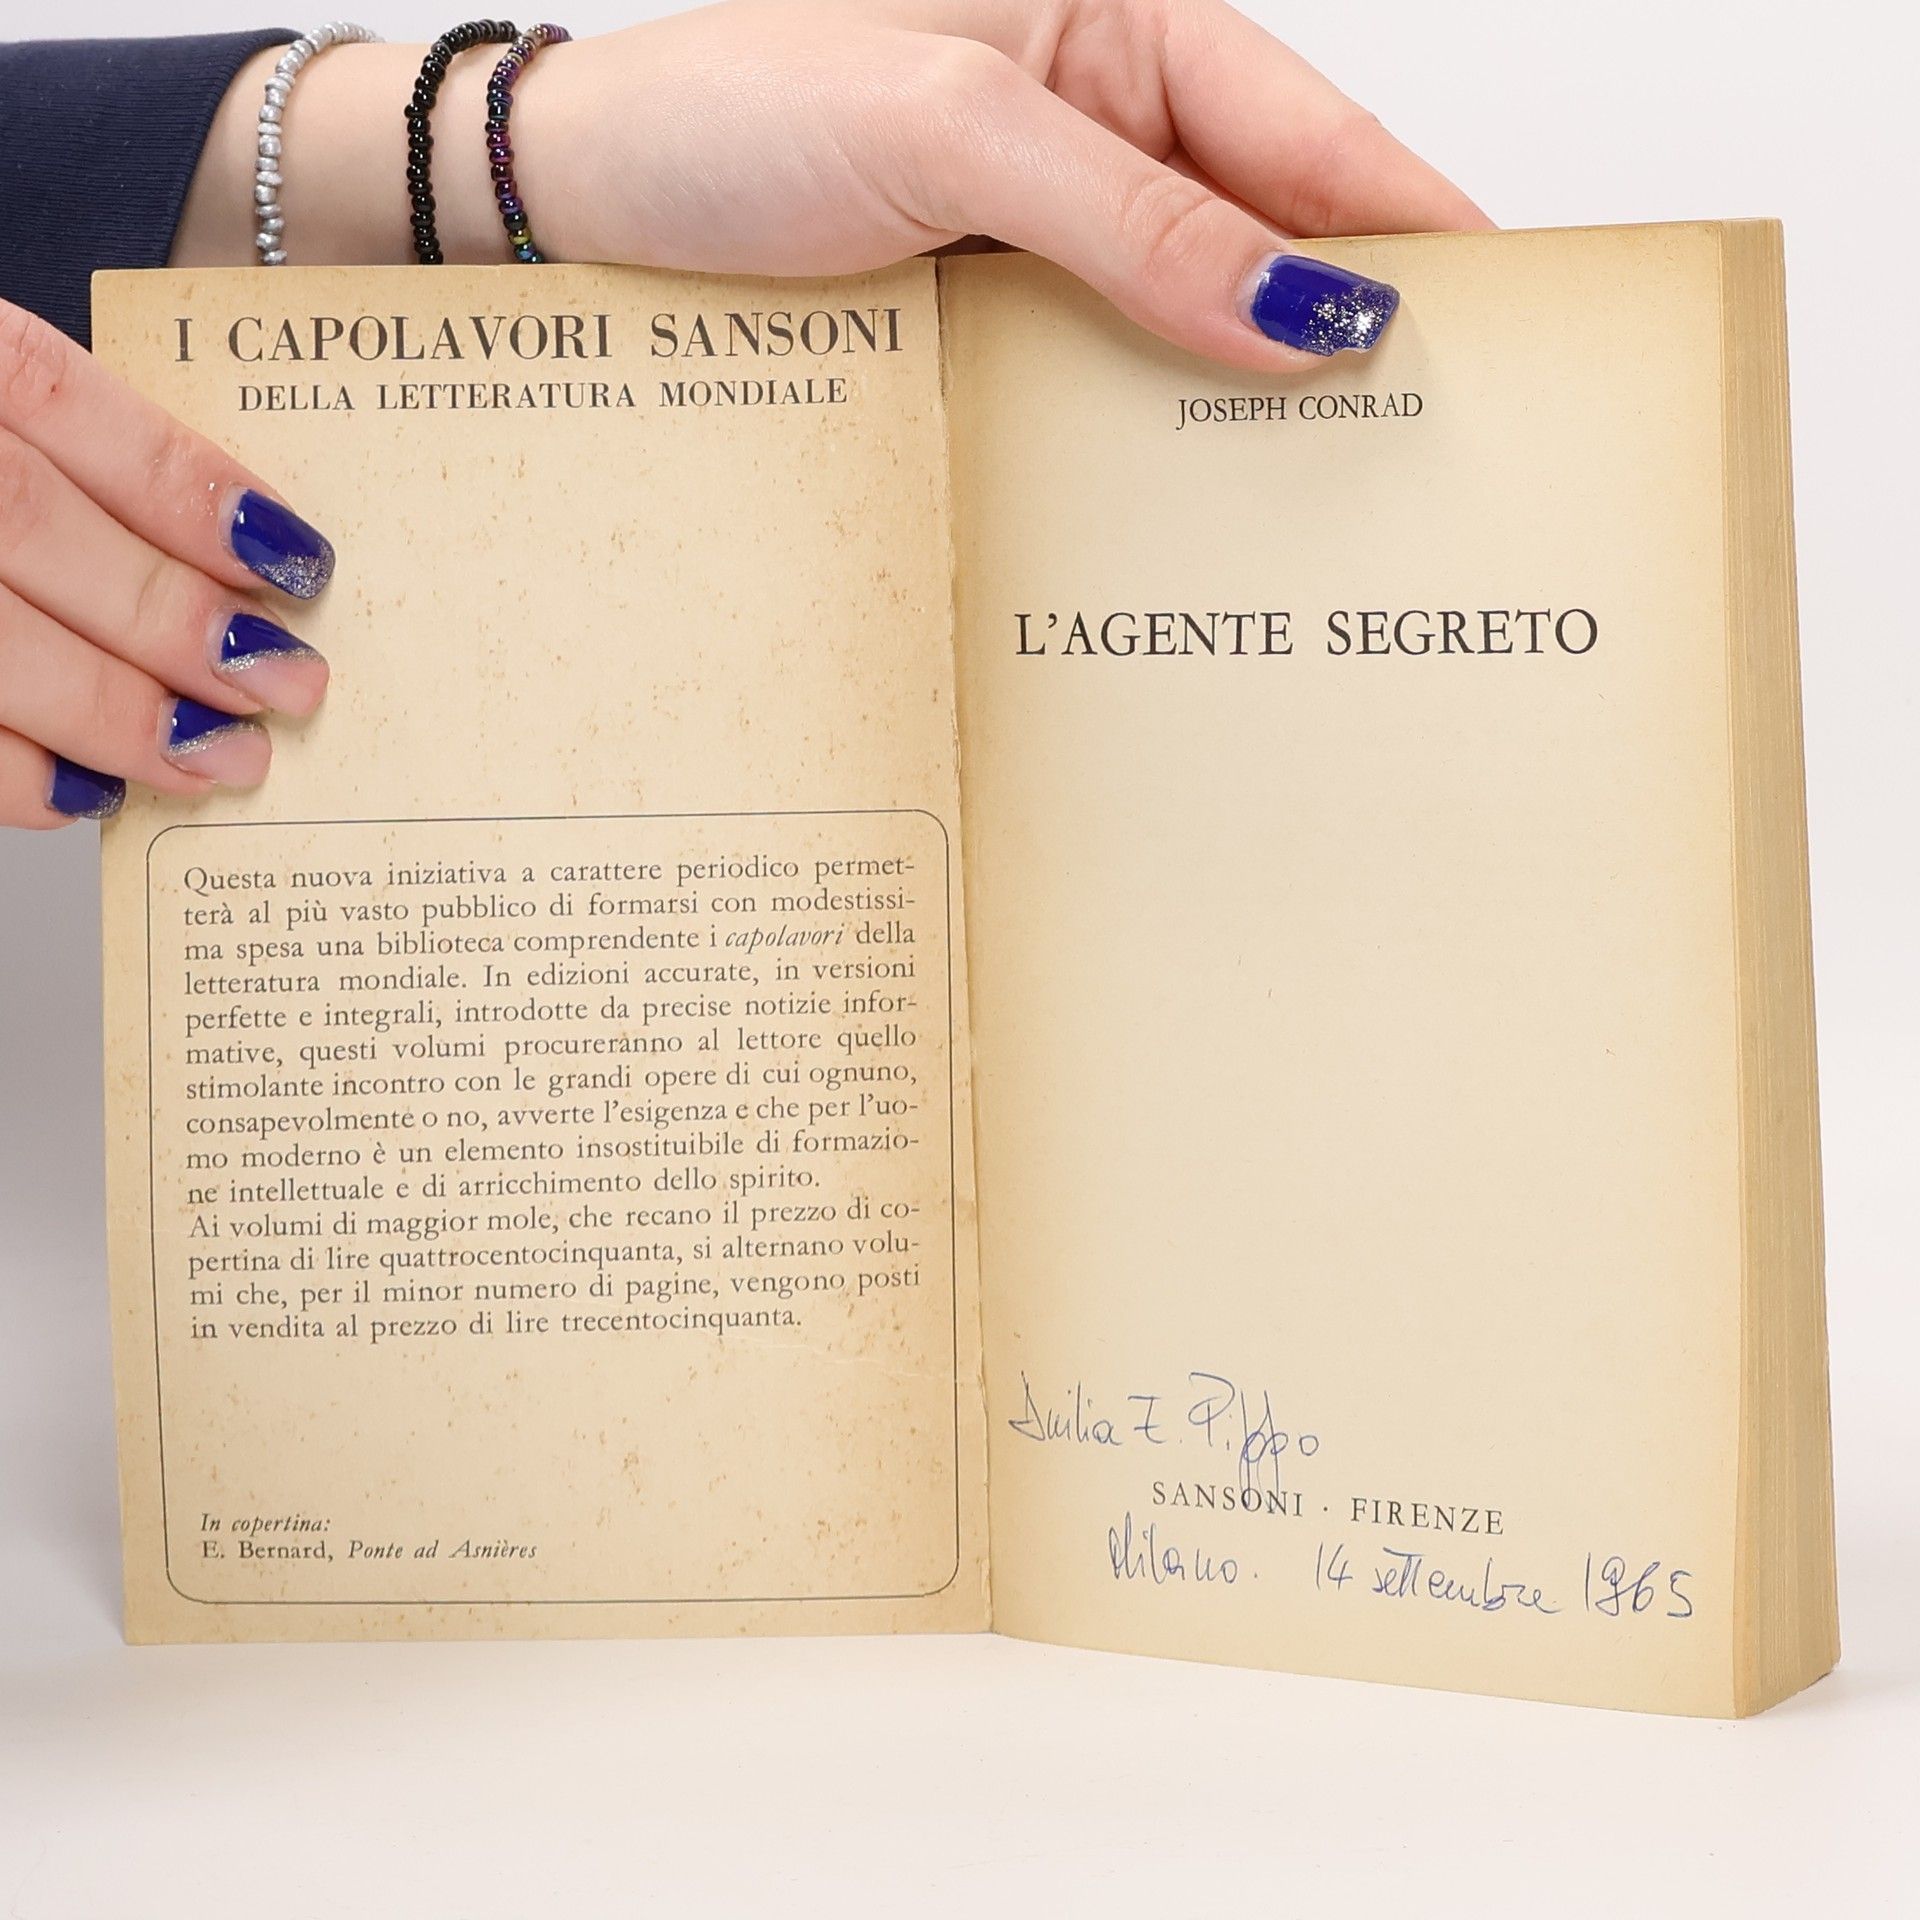 I CAPOLAVORI SANSONI
DELLA LETTERATURA MONDIALE
Questa nuova iniziativa a carattere periodico permet-
terà al più vasto pubblico di formarsi con modestissi-
ma spesa una biblioteca comprendente i capolavori della
letteratura mondiale. In edizioni accurate, in versioni
perfette e integrali, introdotte da precise notizie infor-
mative, questi volumi procureranno al lettore quello
stimolante incontro con le grandi opere di cui ognuno,
consapevolmente o no, avverte l'esigenza e che per l'uo-
mo moderno è un elemento insostituibile di formazio-
ne intellettuale e di arricchimento dello spirito.
Ai volumi di maggior mole, che recano il prezzo di co-
pertina di lire quattrocentocinquanta, si alternano volu-
mi che, per il minor numero di pagine, vengono posti
in vendita al prezzo di lire trecentocinquanta.
In copertina:
E. Bernard, Ponte ad Asnières
JOSEPH CONRAD
L'AGENTE SEGRETO
Pippo
SANSONI · FIRENZE
Milano. 14 settembre 1965